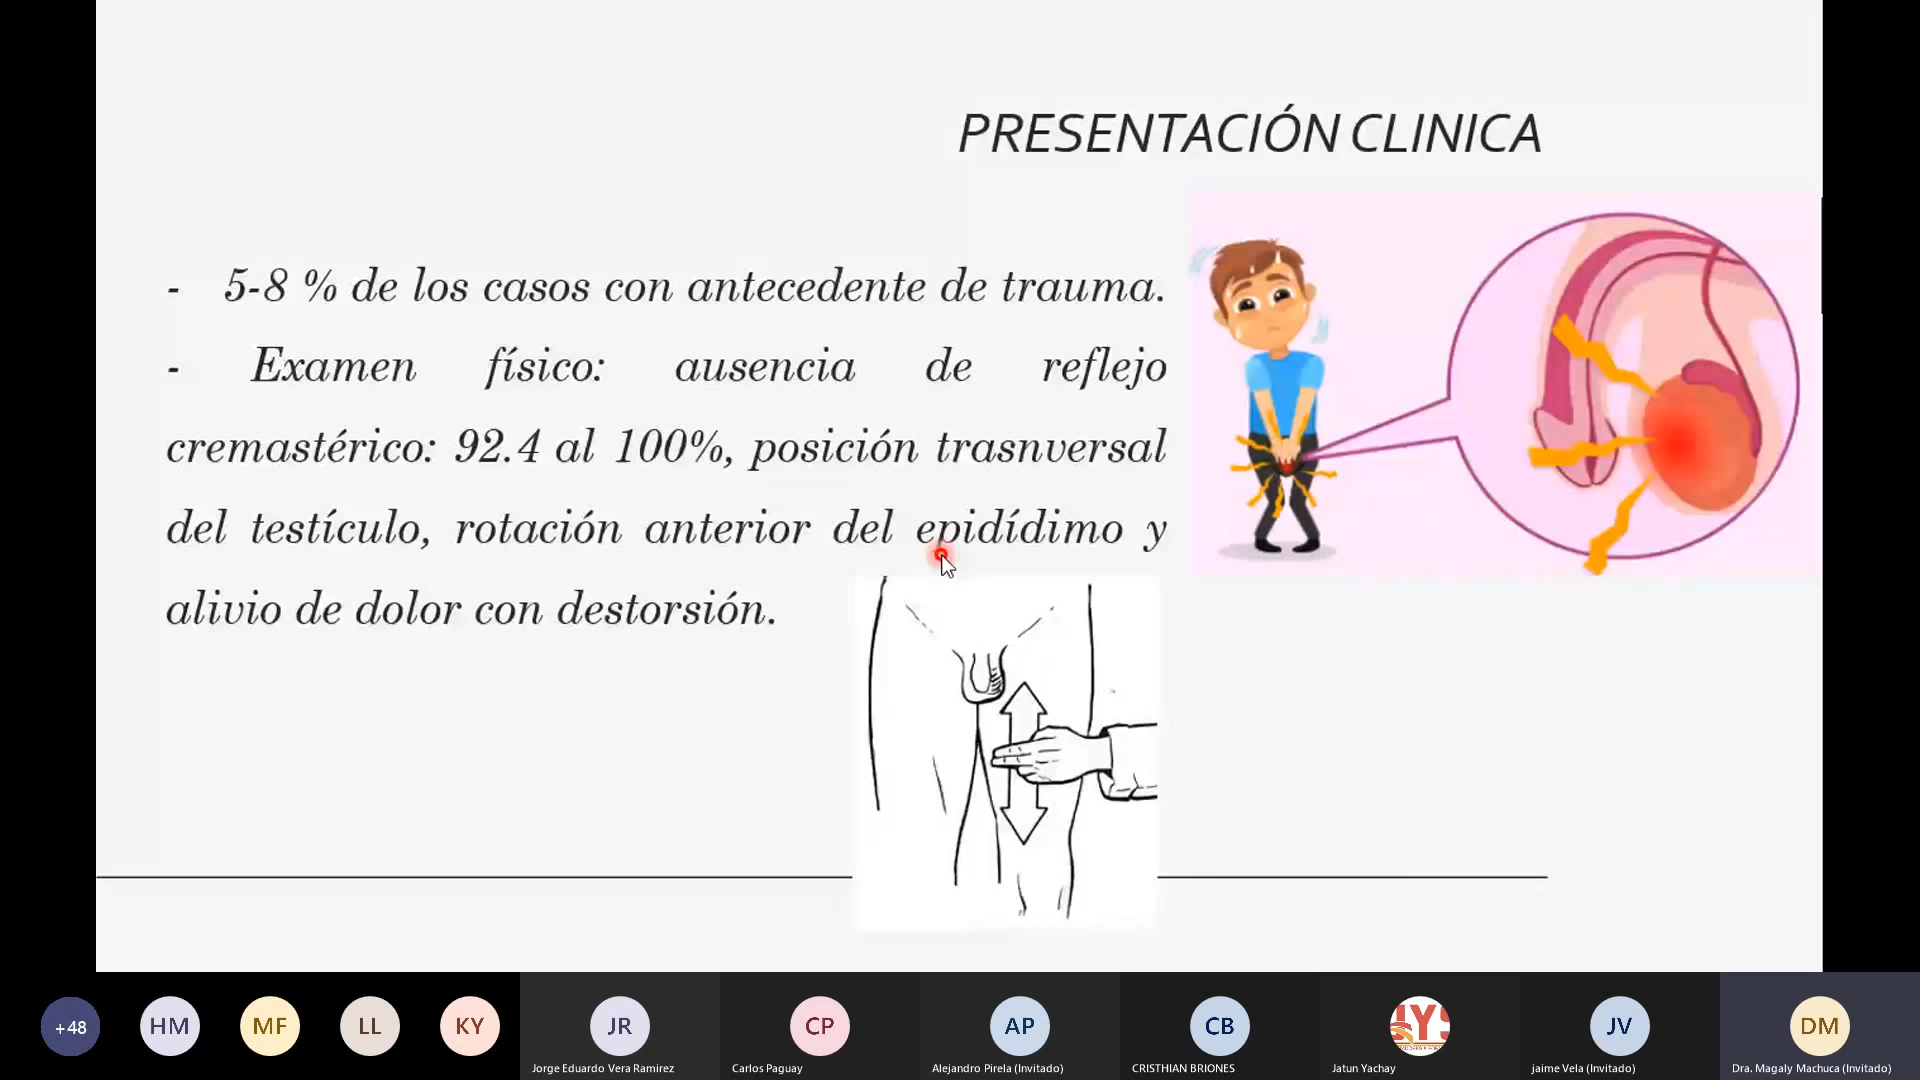 PRESENTACIÓN CLINICA
- 5-8 % de los casos con antecedente de trauma.
- Examen físico: ausencia de reflejo
cremastérico: 92.4 al 100%, posición trasnversal
del testículo, rotación anterior del epidídimo y
alivio de dolor con destorsión.
+48
HM
MF
LL
KY
JR
CP
AP
CB
JV
DM
Jorge Eduardo Vera Ramirez
Carlos Paguay
Alejandro Pirela (Invitado)
CRISTHIAN BRIONES
Jatun Yachay
jaime Vela (Invitado)
Dra. Magaly Machuca (Invitado)